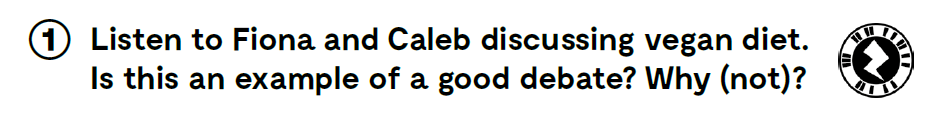 1 Listen to Fiona and Caleb discussing vegan diet.
Is this an example of a good debate? Why (not)?